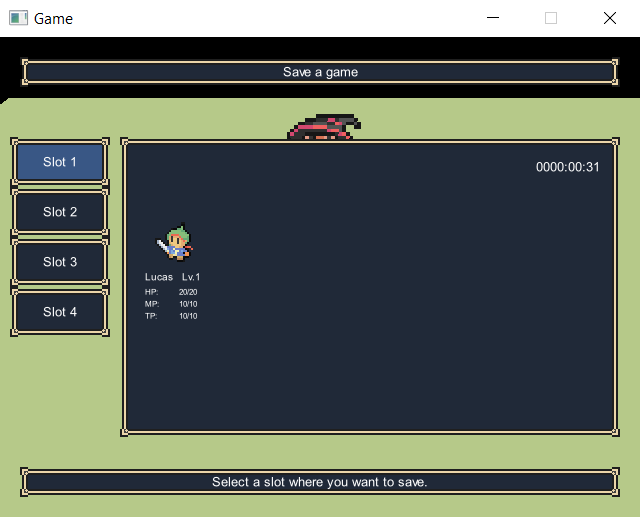 Game
Save a game
Slot 1
Slot 2
Slot 3
Slot 4
0000:00:31
Lucas Lv.1
HP: 20/20
MP: 10/10
TP: 10/10
Select a slot where you want to save.